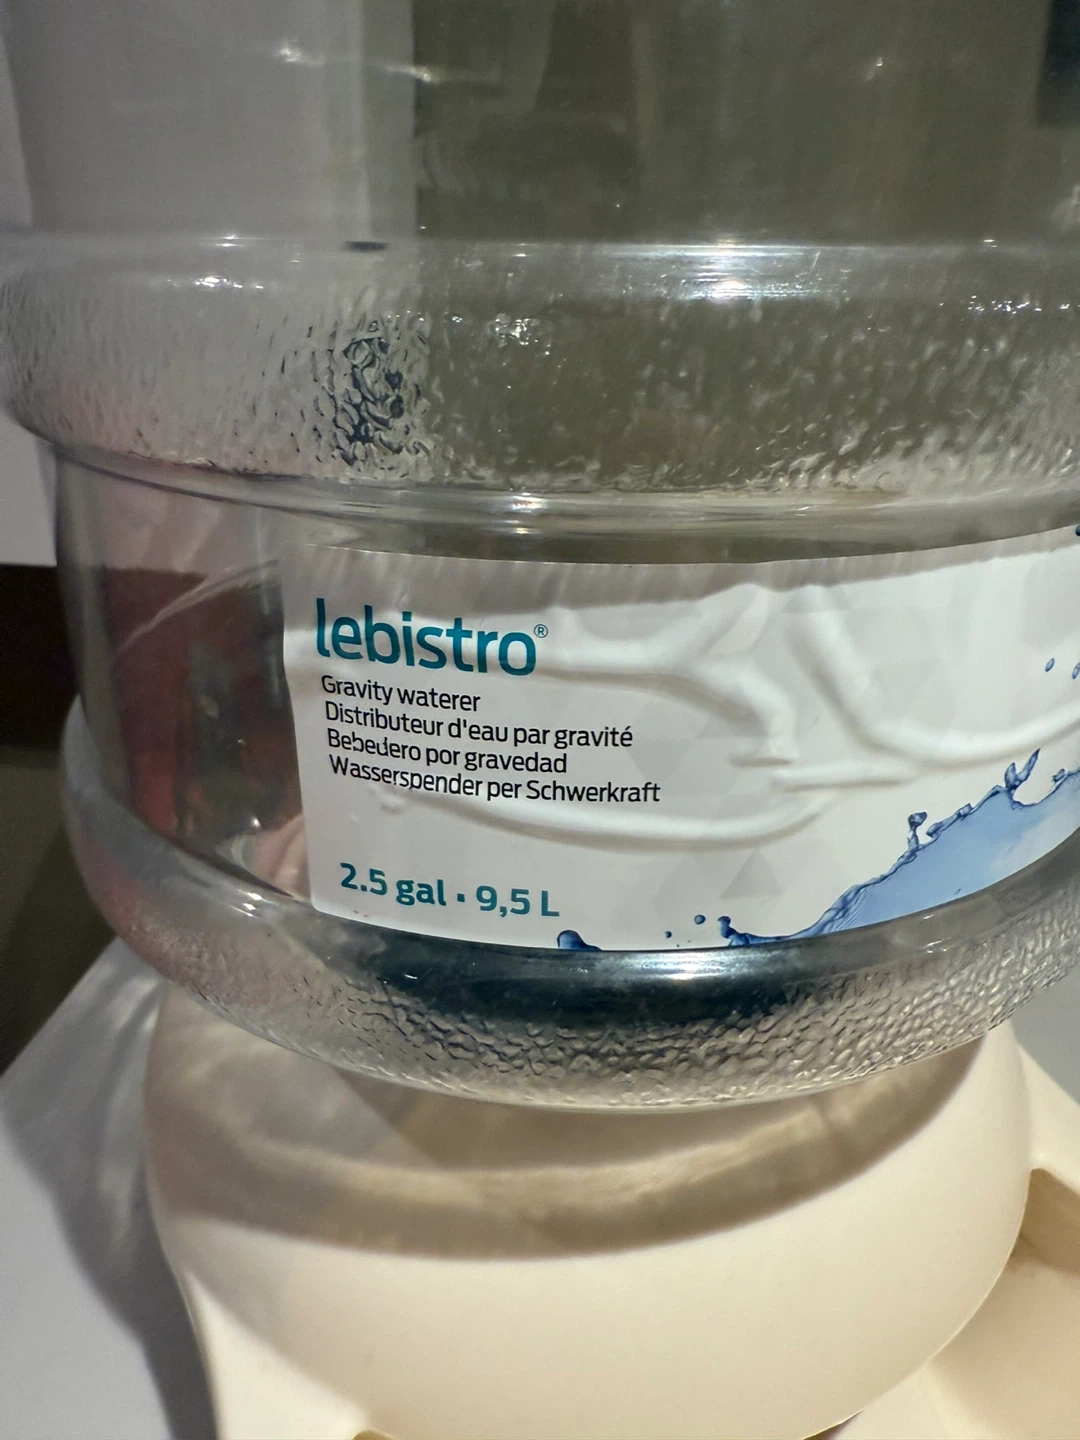 lebistro®
Gravity waterer
Distributeur d'eau par gravité
Bebedero por gravedad
Wasserspender per Schwerkraft
2.5 gal · 9,5 L